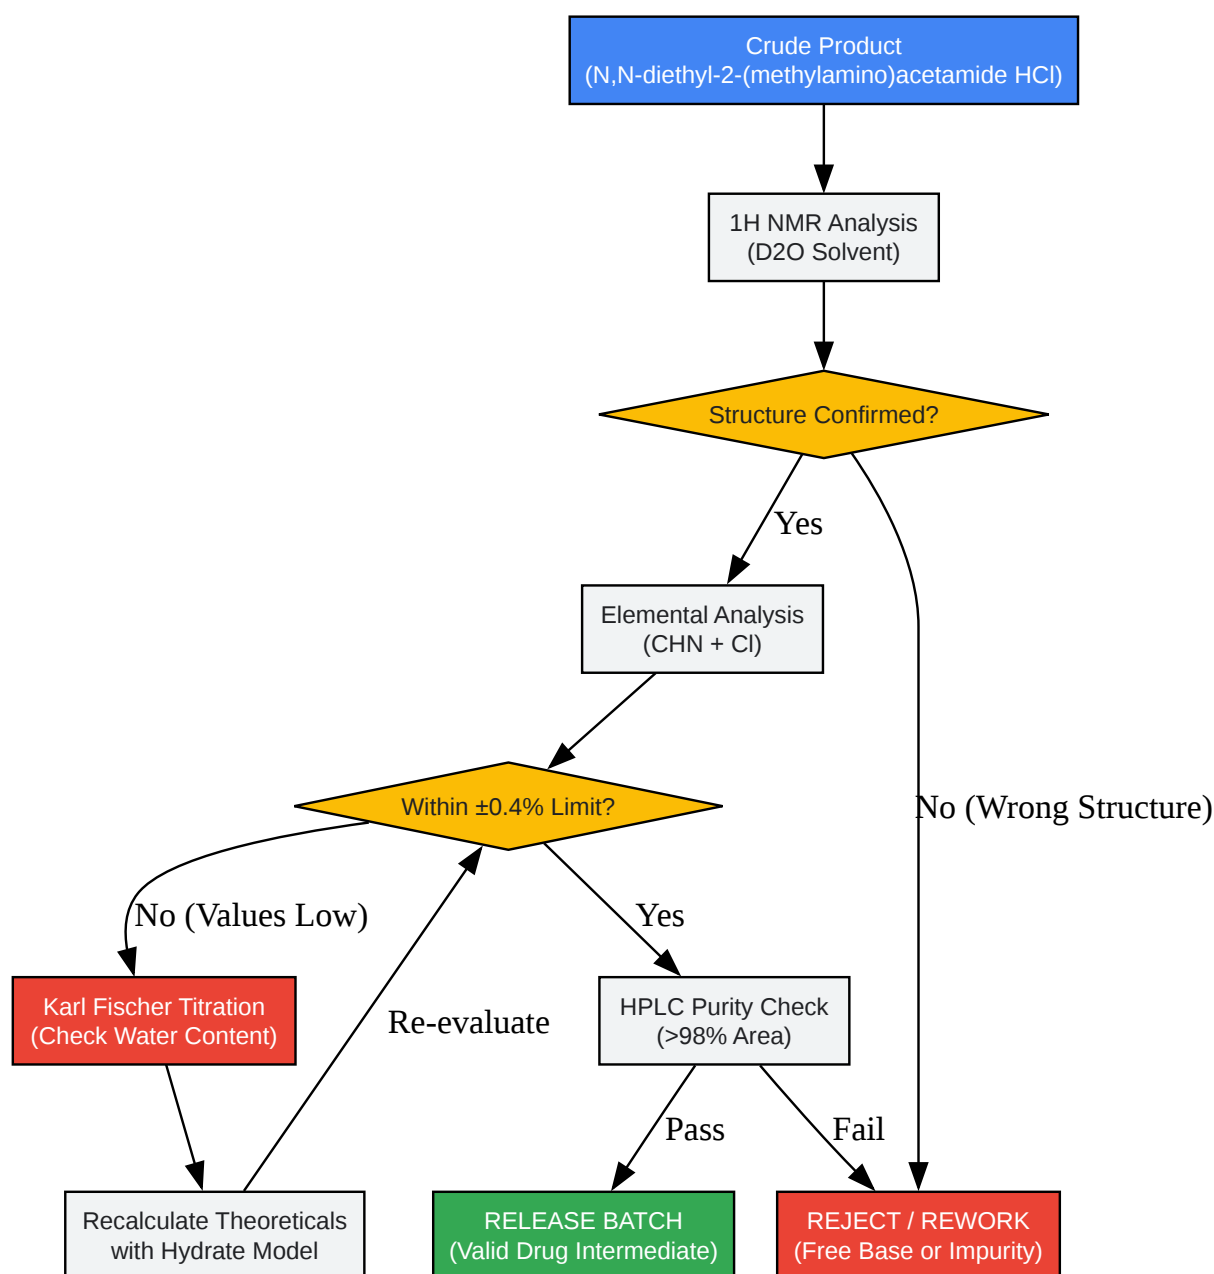 Crude Product
(N,N-diethyl-2-(methylamino)acetamide HCl)
1H NMR Analysis
(D2O Solvent)
Structure Confirmed?
Yes
Elemental Analysis
(CHN + Cl)
Within ±0.4% Limit?
No (Wrong Structure)
No (Values Low)
Yes
Karl Fischer Titration
(Check Water Content)
Re-evaluate
HPLC Purity Check
(>98% Area)
Pass
Fail
Recalculate Theoreticals
with Hydrate Model
RELEASE BATCH
(Valid Drug Intermediate)
REJECT / REWORK
(Free Base or Impurity)